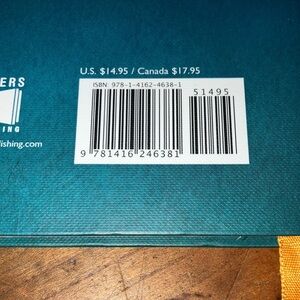 U.S. $14.95 / Canada $17.95
ISBN: 978-1-4162-4638-1
51495
9 781416 246381
ERS
ING
ishing.com